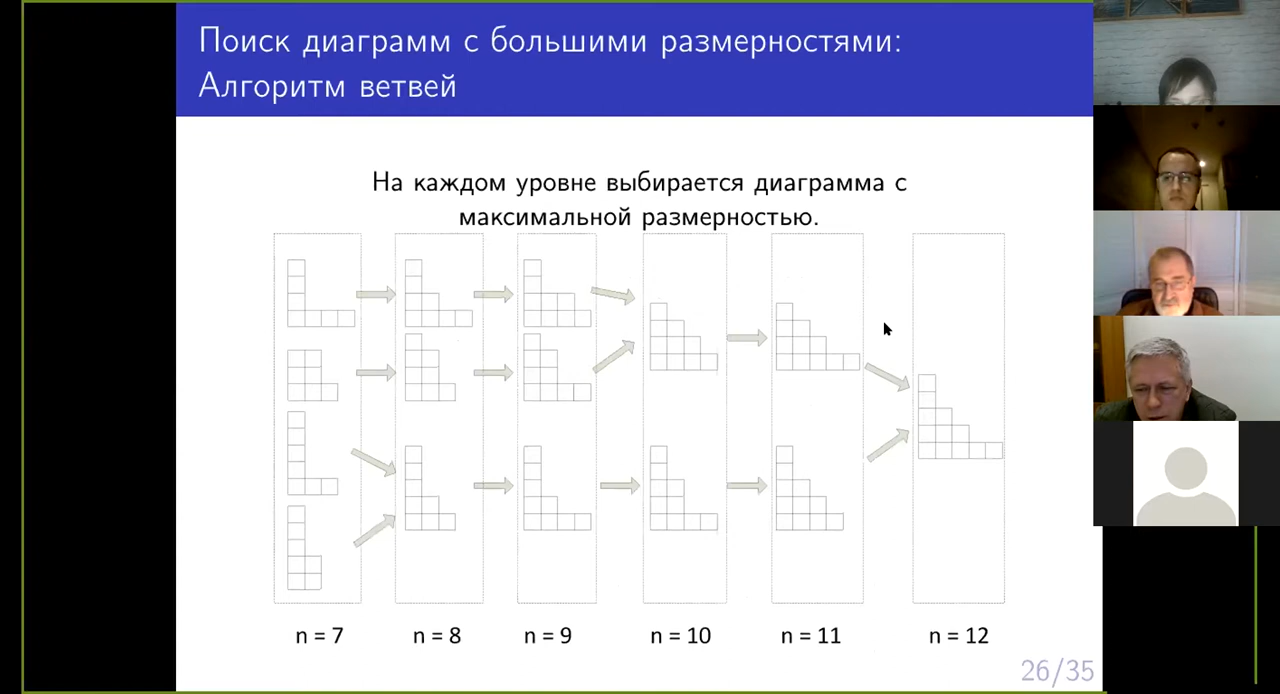 Поиск диаграмм с большими размерностями:
Алгоритм ветвей
На каждом уровне выбирается диаграмма с
максимальной размерностью.
n = 7
n = 8
n = 9
n = 10
n = 11
n = 12
26/35